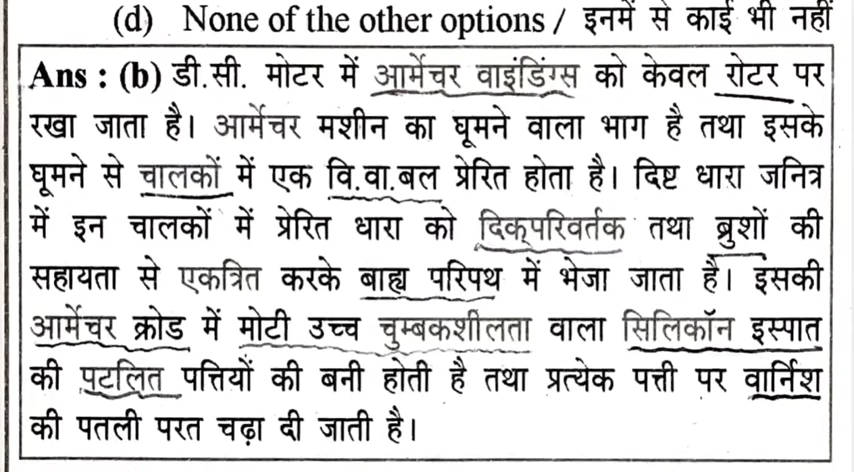 (d) None of the other options / इनमें से काई भी नहीं
Ans : (b) डी.सी. मोटर में आर्मेचर वाइंडिंग्स को केवल रोटर पर
रखा जाता है। आर्मेचर मशीन का घूमने वाला भाग है तथा इसके
घूमने से चालकों में एक वि.वा.बल प्रेरित होता है। दिष्ट धारा जनित्र
में इन चालकों में प्रेरित धारा को दिक्परिवर्तक तथा ब्रुशों की
सहायता से एकत्रित करके बाह्य परिपथ में भेजा जाता है। इसकी
आर्मेचर क्रोड में मोटी उच्च चुम्बकशीलता वाला सिलिकॉन इस्पात
की पटलित पत्तियों की बनी होती है तथा प्रत्येक पत्ती पर वार्निश
की पतली परत चढ़ा दी जाती है।